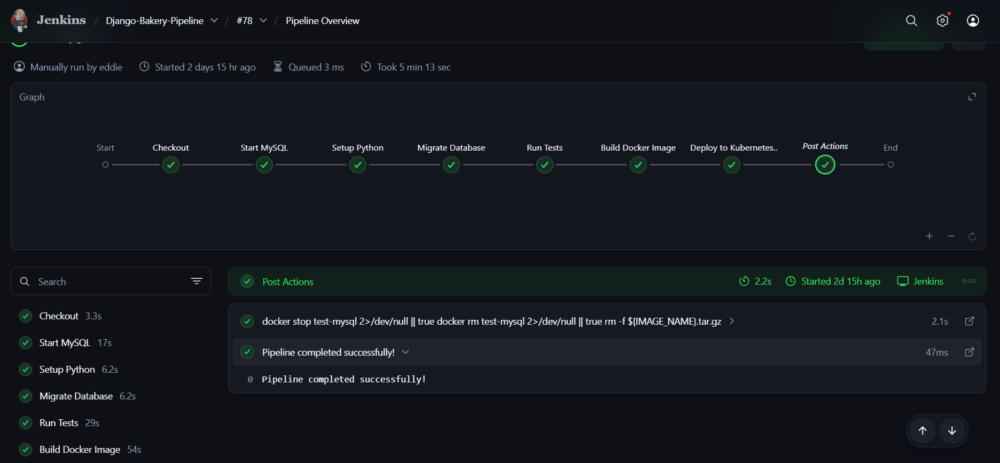 Jenkins / Django-Bakery-Pipeline / #78 / Pipeline Overview
Manually run by eddie Started 2 days 15 hr ago Queued 3 ms Took 5 min 13 sec
Graph
Start Checkout Start MySQL Setup Python Migrate Database Run Tests Build Docker Image Deploy to Kubernetes.. Post Actions End
Search
Checkout 3.3s
Start MySQL 17s
Setup Python 6.2s
Migrate Database 6.2s
Run Tests 29s
Build Docker Image 54s
Post Actions 2.2s Started 2d 15h ago Jenkins
docker stop test-mysql 2>/dev/null || true docker rm test-mysql 2>/dev/null || true rm -f ${IMAGE_NAME}.tar.gz 2.1s
Pipeline completed successfully! 47ms
0 Pipeline completed successfully!